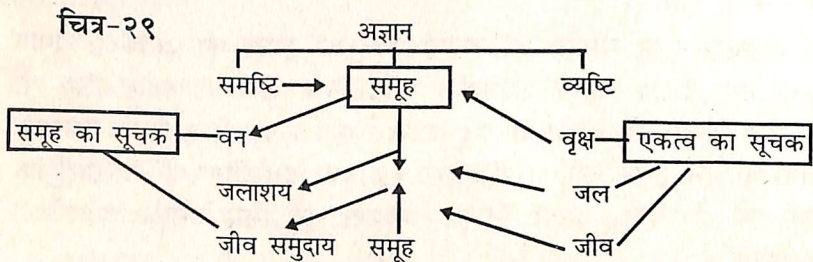 चित्र-२९
अज्ञान
समष्टि समूह व्यष्टि
समूह का सूचक वन वृक्ष एकत्व का सूचक
जलाशय जल
जीव समुदाय समूह जीव